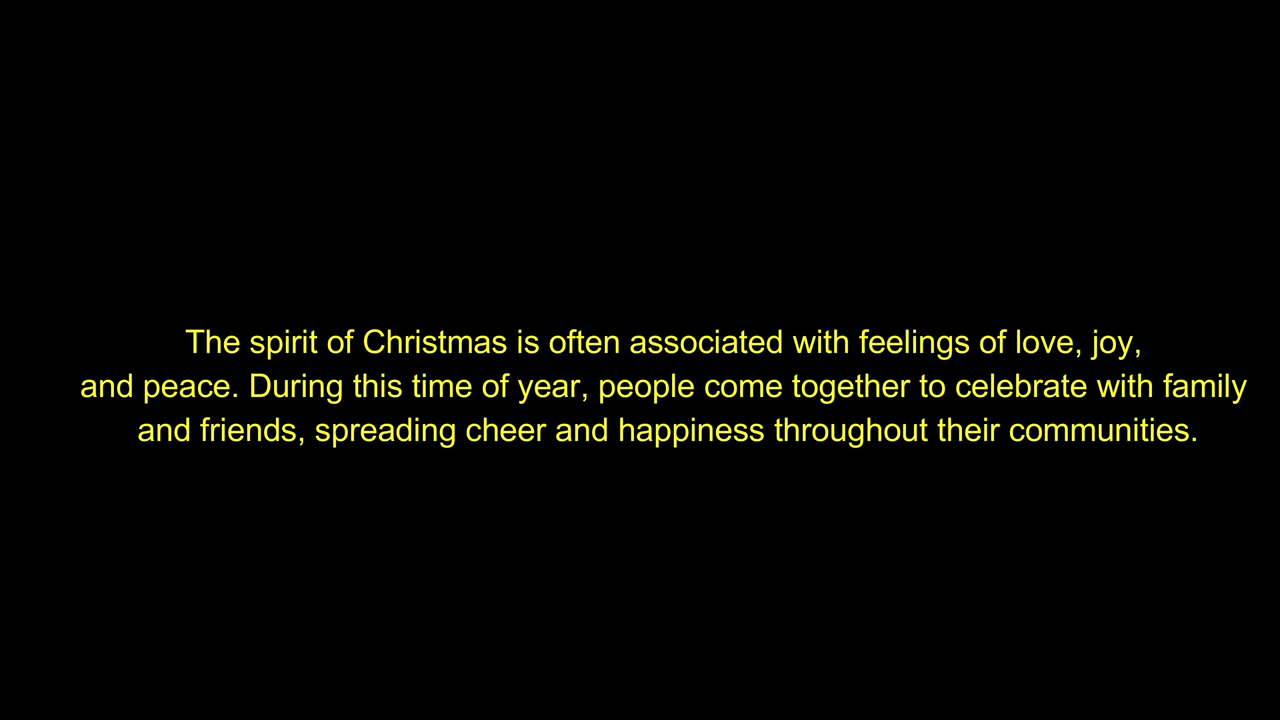 The spirit of Christmas is often associated with feelings of love, joy,
and peace. During this time of year, people come together to celebrate with family
and friends, spreading cheer and happiness throughout their communities.